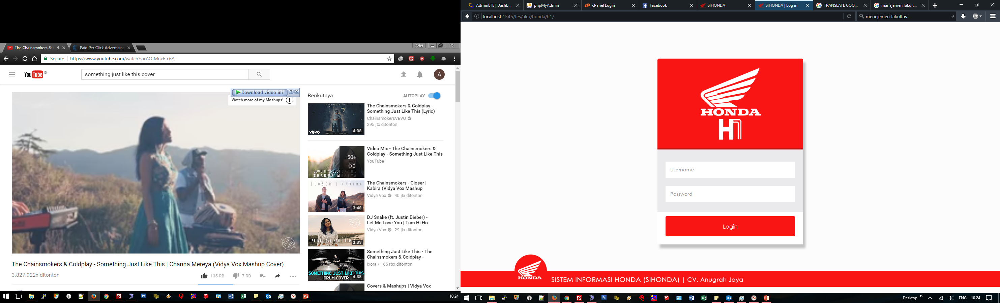 The Chainsmokers &
Paid Per Click Advertising
Arief
Secure
https://www.youtube.com/watch?v=AOfMnx6fc6A
YouTube ID
something just like this cover
A
Download video ini
Watch more of my Mashups!
The Chainsmokers & Coldplay - Something Just Like This | Channa Mereya (Vidya Vox Mashup Cover)
3.827.922x ditonton
135 RB
7 RB
Berikutnya
AUTOPLAY
vevo
4:08
The Chainsmokers & Coldplay -
Something Just Like This (Lyric)
ChainsmokersVEVO
295 jtx ditonton
50+
SOMETHING JUST LIKE THIS
CHANNA MEREYA
Video Mix - The Chainsmokers &
Coldplay - Something Just Like This
YouTube
CLOSER | KABIRA
3:48
The Chainsmokers - Closer |
Kabira (Vidya Vox Mashup
Vidya Vox
40 jtx ditonton
LET ME LOVE YOU | TUM
3:39
DJ Snake (ft. Justin Bieber) -
Let Me Love You | Tum Hi Ho
Vidya Vox
29 jtx ditonton
SOMETHING JUST LIKE THIS
DRUM COVER
4:38
Something Just Like This - The
Chainsmokers & Coldplay -
ixora • 165 rbx ditonton
Covers & Mashups | Vidya Vox
10.24
AdminLTE | Dashb...
phpMyAdmin
cPanel Login
Facebook
SIHONDA
SIHONDA | Log in
TRANSLATE GOO...
manajemen fakult...
localhost:1545/tes/alex/honda/h1/
menejemen fakultas
ABP
HONDA
H1
Username
Password
Login
HONDA
SISTEM INFORMASI HONDA (SIHONDA) | CV. Anugrah Jaya
Desktop
ENG
10.24